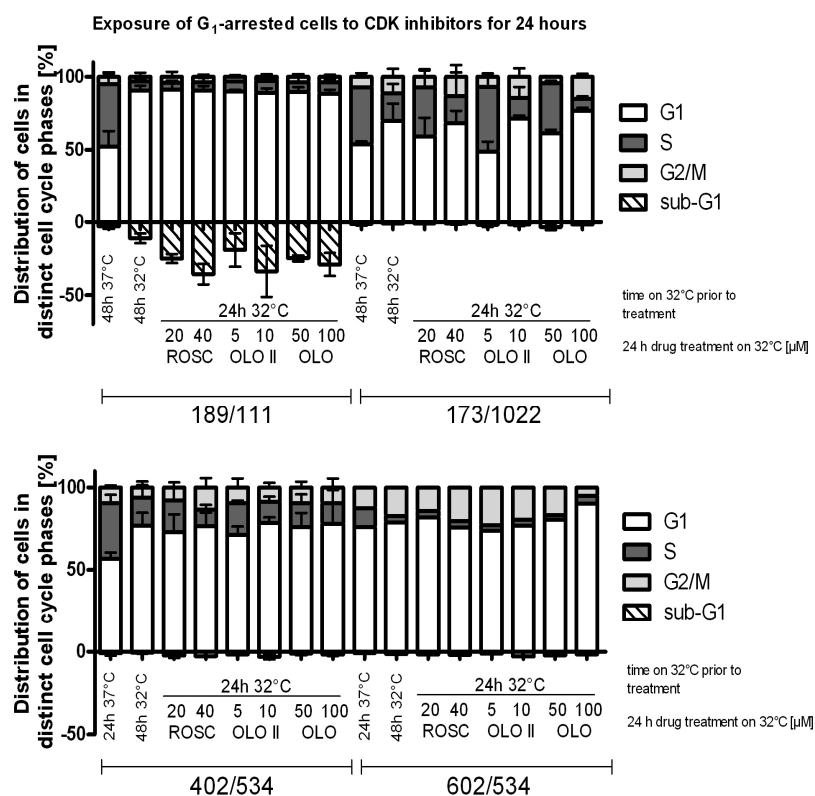 Exposure of G1-arrested cells to CDK inhibitors for 24 hours
Distribution of cells in
distinct cell cycle phases [%]
100
50
0
-50
G1
S
G2/M
sub-G1
48h 37°C
48h 32°C
24h 32°C
20 40 5 10 50 100
ROSC OLO II OLO
48h 37°C
48h 32°C
24h 32°C
20 40 5 10 50 100
ROSC OLO II OLO
time on 32°C prior to
treatment
24 h drug treatment on 32°C [µM]
189/111
173/1022
Distribution of cells in
distinct cell cycle phases [%]
100
50
0
-50
G1
S
G2/M
sub-G1
24h 37°C
48h 32°C
24h 32°C
20 40 5 10 50 100
ROSC OLO II OLO
24h 37°C
48h 32°C
24h 32°C
20 40 5 10 50 100
ROSC OLO II OLO
time on 32°C prior to
treatment
24 h drug treatment on 32°C [µM]
402/534
602/534